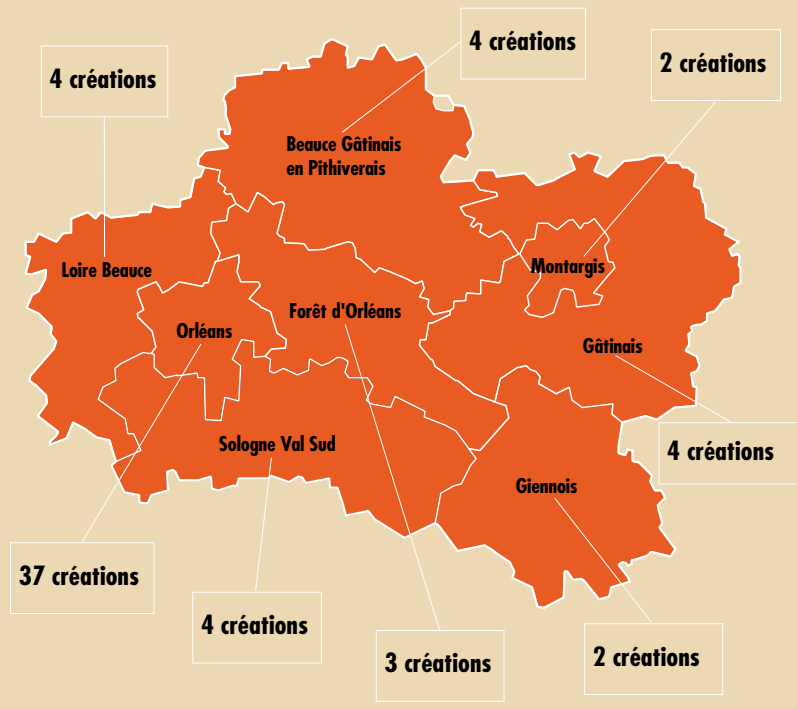 4 créations
4 créations
2 créations
Beauce Gâtinais
en Pithiverais
Loire Beauce
Montargis
Forêt d'Orléans
Orléans
Gâtinais
Sologne Val Sud
4 créations
Giennois
37 créations
4 créations
3 créations
2 créations